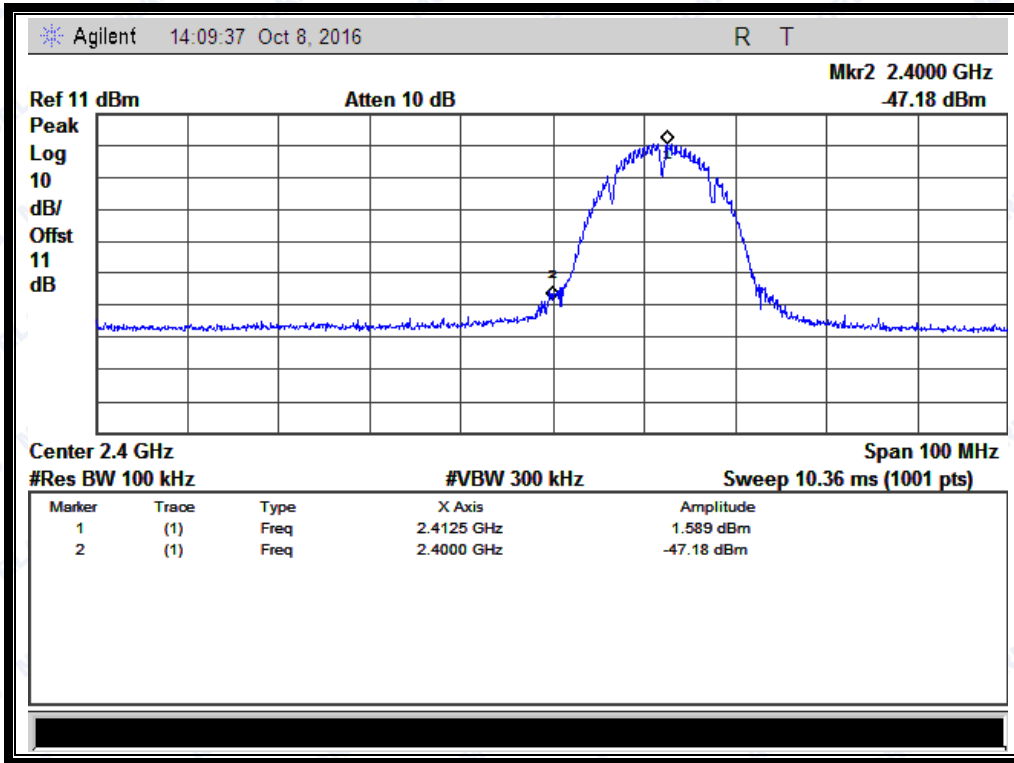 Agilent 14:09:37 Oct 8, 2016 R T
Mkr2 2.4000 GHz
Ref 11 dBm Atten 10 dB -47.18 dBm
Peak
Log
10
dB/
Offst
11
dB
1
2
Center 2.4 GHz Span 100 MHz
#Res BW 100 kHz #VBW 300 kHz Sweep 10.36 ms (1001 pts)
Marker Trace Type X Axis Amplitude
1 (1) Freq 2.4125 GHz 1.589 dBm
2 (1) Freq 2.4000 GHz -47.18 dBm